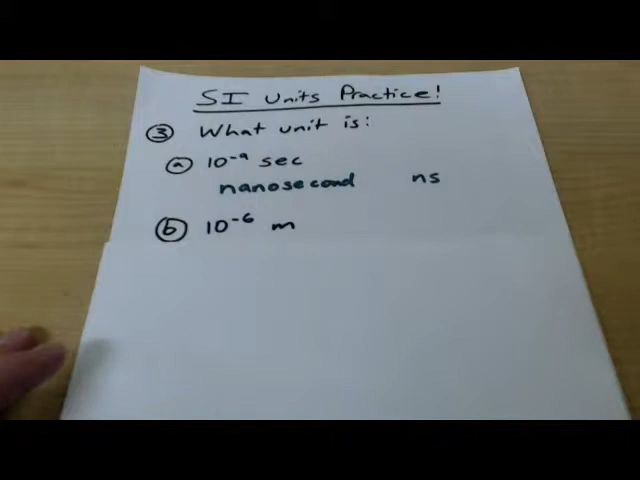 SI Units Practice!
③ What unit is:
ⓐ 10⁻⁹ sec
nanosecond ns
ⓑ 10⁻⁶ m